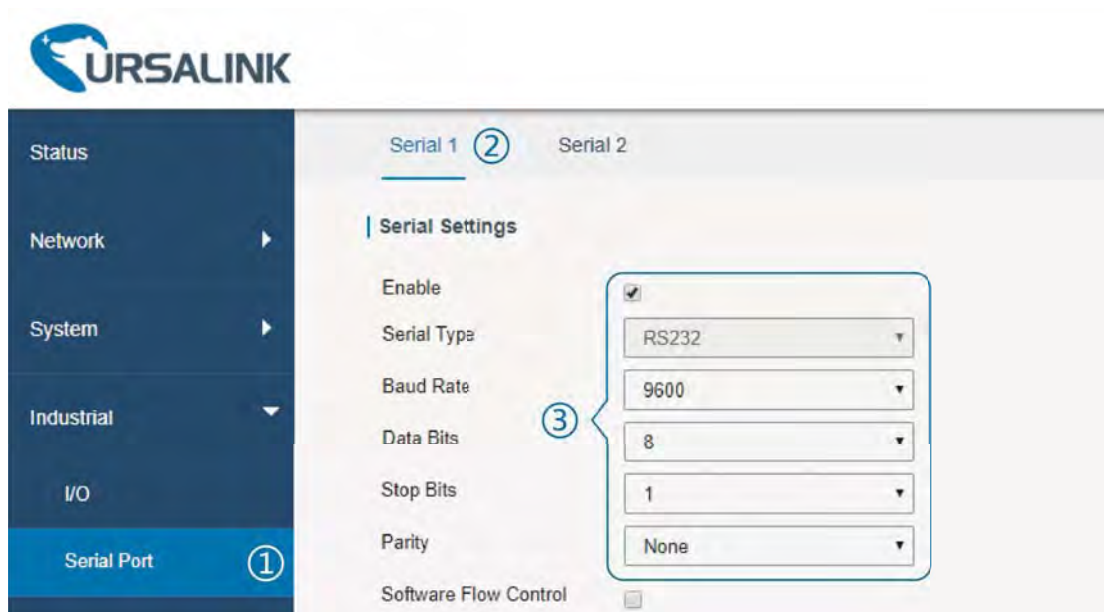 URSALINK
Status
Network
System
Industrial
I/O
Serial Port ①
Serial 1 ② Serial 2
Serial Settings
Enable
Serial Type RS232
Baud Rate 9600
③
Data Bits 8
Stop Bits 1
Parity None
Software Flow Control